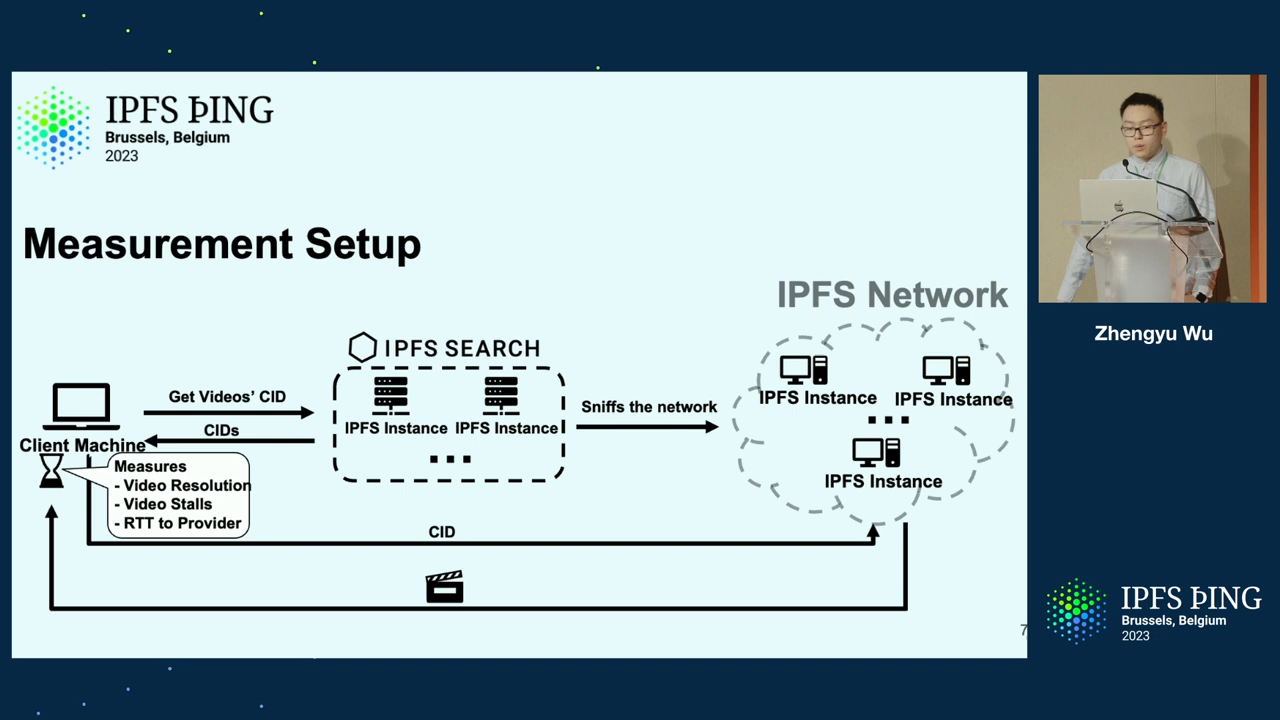 IPFS ÞING
Brussels, Belgium
2023
Measurement Setup
IPFS Network
IPFS SEARCH
IPFS Instance
IPFS Instance
Get Videos’ CID
Sniffs the network
CIDs
IPFS Instance
IPFS Instance
Client Machine
Measures
- Video Resolution
- Video Stalls
- RTT to Provider
IPFS Instance
CID
7
Zhengyu Wu
IPFS ÞING
Brussels, Belgium
2023